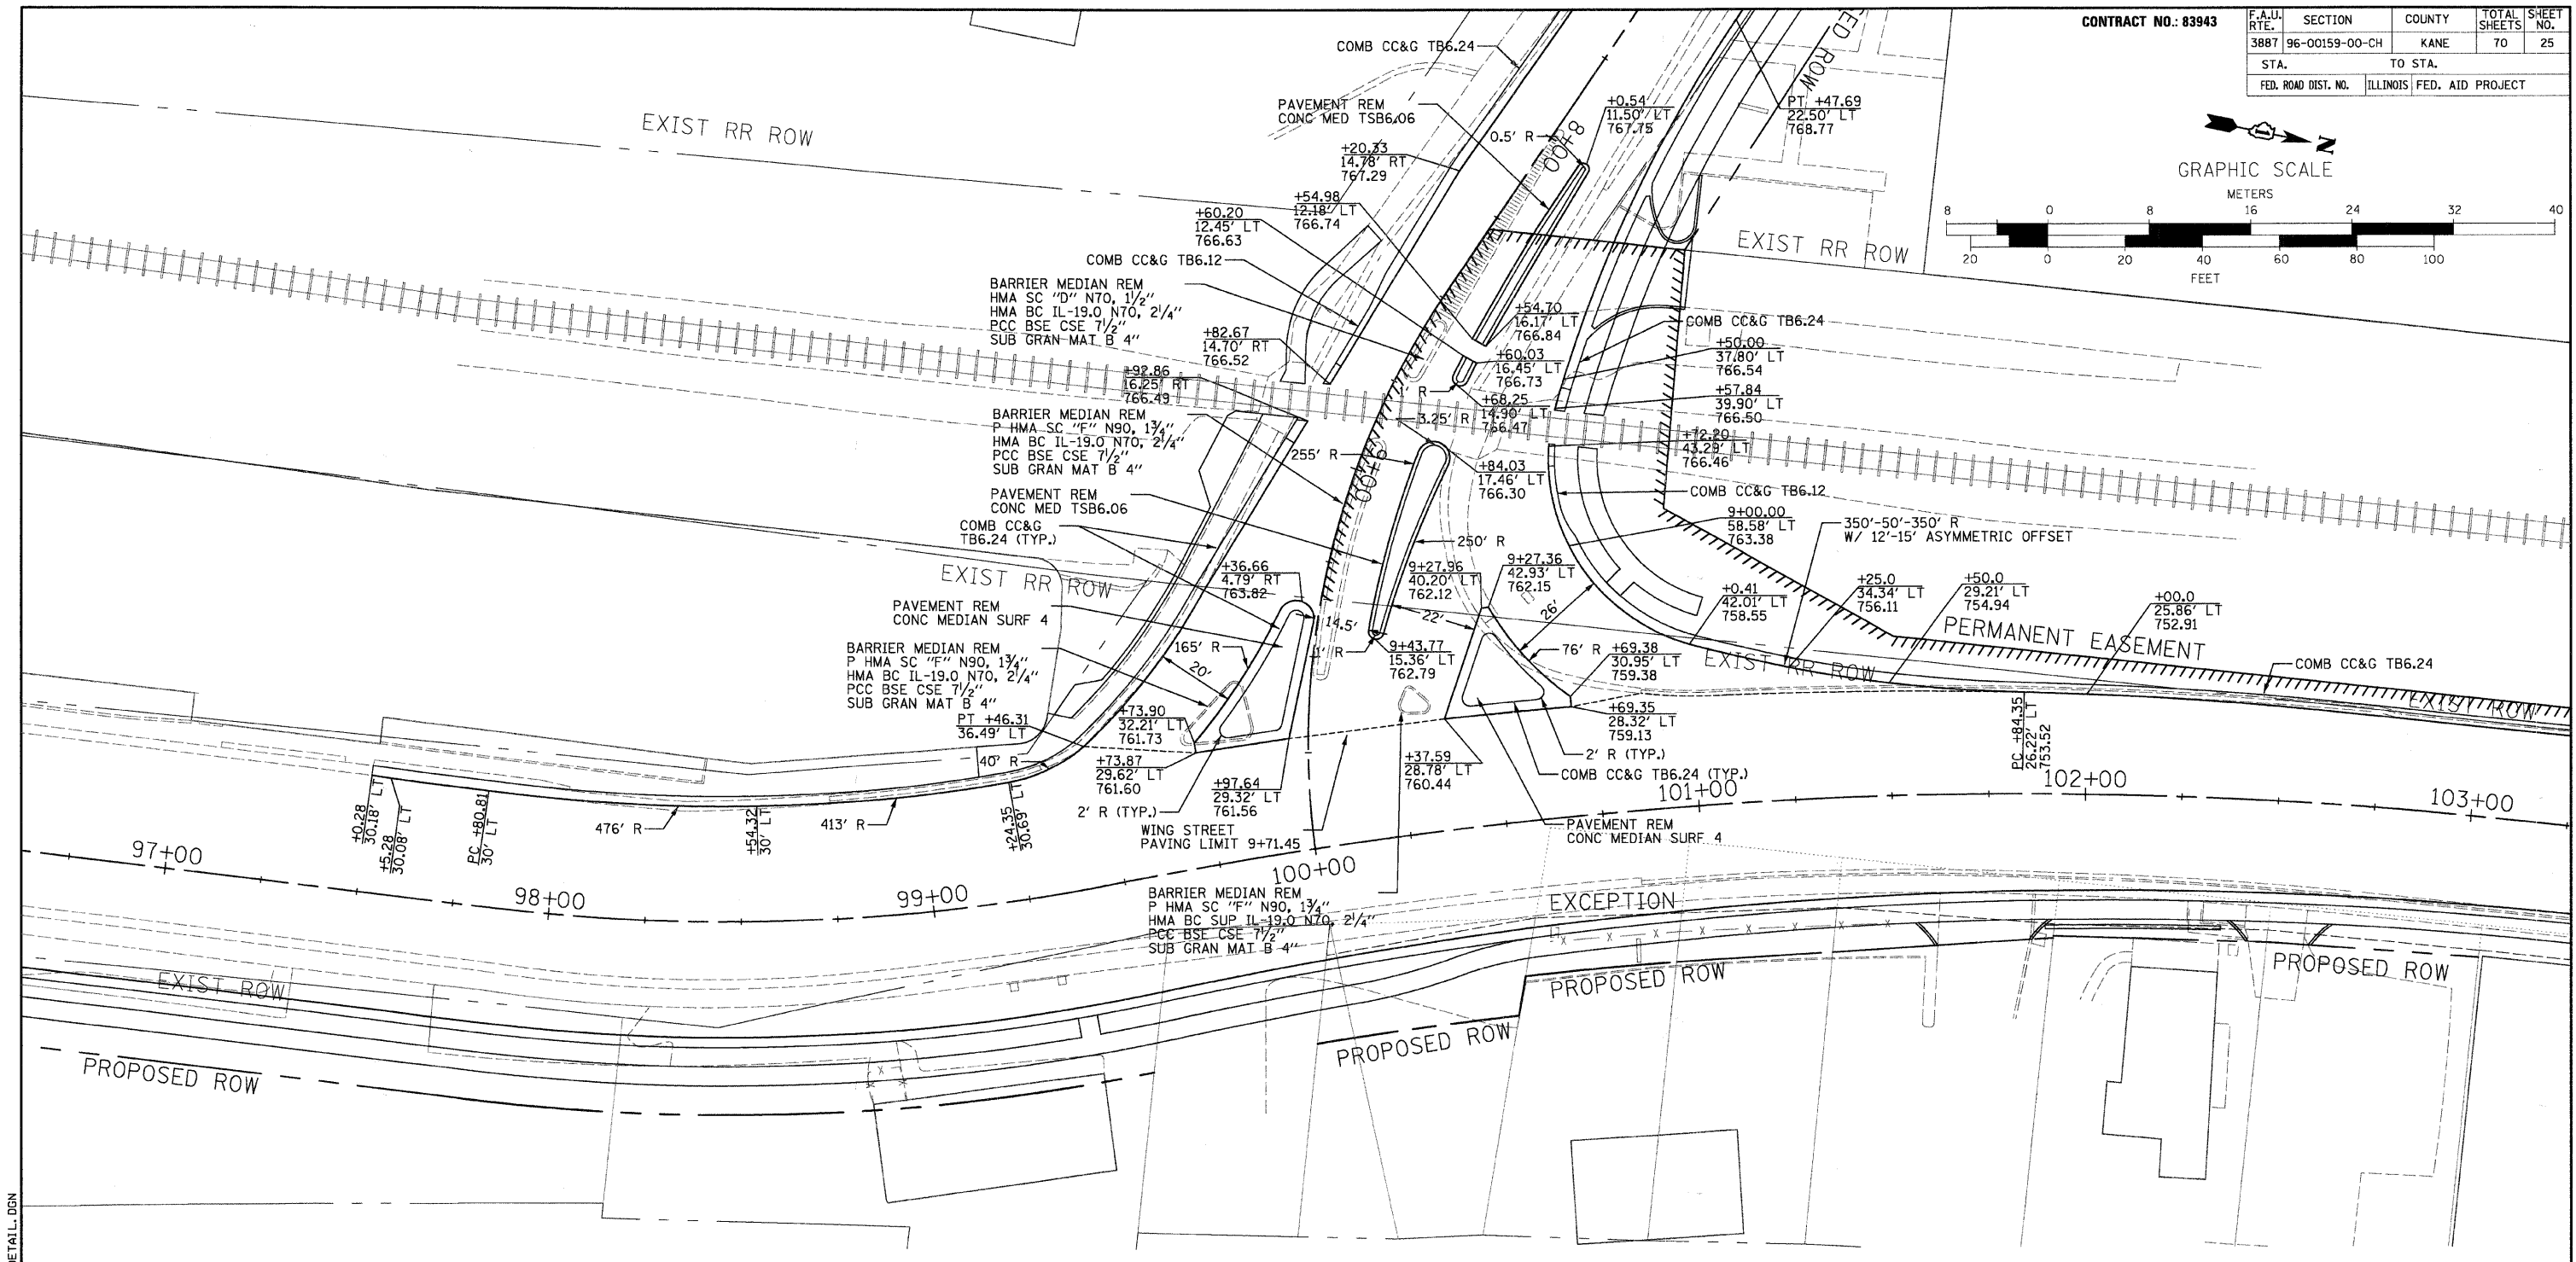 CONTRACT NO.: 83943
F.A.U. RTE.
SECTION
COUNTY
TOTAL SHEETS
SHEET NO.
3887
96-00159-00-CH
KANE
70
25
STA.
TO STA.
FED. ROAD DIST. NO.
ILLINOIS
FED. AID PROJECT
N
GRAPHIC SCALE
METERS
8 0 8 16 24 32 40
20 0 20 40 60 80 100
FEET
COMB CC&G TB6.24
EXIST RR ROW
PAVEMENT REM
CONC MED TSB6.06
0.5' R
+0.54
11.50' LT
767.75
PT +47.69
22.50' LT
768.77
8+00
+20.33
14.78' RT
767.29
+54.98
12.18' LT
766.74
+60.20
12.45' LT
766.63
COMB CC&G TB6.12
EXIST RR ROW
BARRIER MEDIAN REM
HMA SC "D" N70, 1½"
HMA BC IL-19.0 N70, 2¼"
PCC BSE CSE 7½"
SUB GRAN MAT B 4"
+82.67
14.70' RT
766.52
+54.70
16.17' LT
766.84
COMB CC&G TB6.24
+50.00
37.80' LT
766.54
+60.03
16.45' LT
766.73
+92.86
16.25' RT
766.49
+57.84
39.90' LT
766.50
+68.25
14.90' LT
766.47
3.25' R
BARRIER MEDIAN REM
P HMA SC "F" N90, 1¾"
HMA BC IL-19.0 N70, 2¼"
PCC BSE CSE 7½"
SUB GRAN MAT B 4"
+72.20
43.29' LT
766.46
255' R
9+00
+84.03
17.46' LT
766.30
PAVEMENT REM
CONC MED TSB6.06
COMB CC&G TB6.12
COMB CC&G
TB6.24 (TYP.)
9+00.00
58.58' LT
763.38
350'-50'-350' R
W/ 12'-15' ASYMMETRIC OFFSET
250' R
EXIST RR ROW
+36.66
4.79' RT
763.82
9+27.96
40.20' LT
762.12
9+27.36
42.93' LT
762.15
+0.41
42.01' LT
758.55
+25.0
34.34' LT
756.11
+50.0
29.21' LT
754.94
+00.0
25.86' LT
752.91
PAVEMENT REM
CONC MEDIAN SURF 4
14.5'
22'
26'
PERMANENT EASEMENT
BARRIER MEDIAN REM
P HMA SC "F" N90, 1¾"
HMA BC IL-19.0 N70, 2¼"
PCC BSE CSE 7½"
SUB GRAN MAT B 4"
165' R
20'
1' R
9+43.77
15.36' LT
762.79
76' R
+69.38
30.95' LT
759.38
EXIST RR ROW
COMB CC&G TB6.24
EXIST ROW
PT +46.31
36.49' LT
+73.90
32.21' LT
761.73
+69.35
28.32' LT
759.13
PC +84.35
26.22' LT
753.52
40' R
+73.87
29.62' LT
761.60
+97.64
29.32' LT
761.56
+37.59
28.78' LT
760.44
2' R (TYP.)
COMB CC&G TB6.24 (TYP.)
2' R (TYP.)
WING STREET
PAVING LIMIT 9+71.45
PAVEMENT REM
CONC MEDIAN SURF 4
+0.28
30.18' LT
+5.28
30.08' LT
PC +80.81
30' LT
476' R
+54.32
30' LT
413' R
+24.35
30.69' LT
97+00
98+00
99+00
100+00
101+00
102+00
103+00
BARRIER MEDIAN REM
P HMA SC "F" N90, 1¾"
HMA BC SUP IL-19.0 N70, 2¼"
PCC BSE CSE 7½"
SUB GRAN MAT B 4"
EXCEPTION
EXIST ROW
PROPOSED ROW
PROPOSED ROW
PROPOSED ROW
PROPOSED ROW